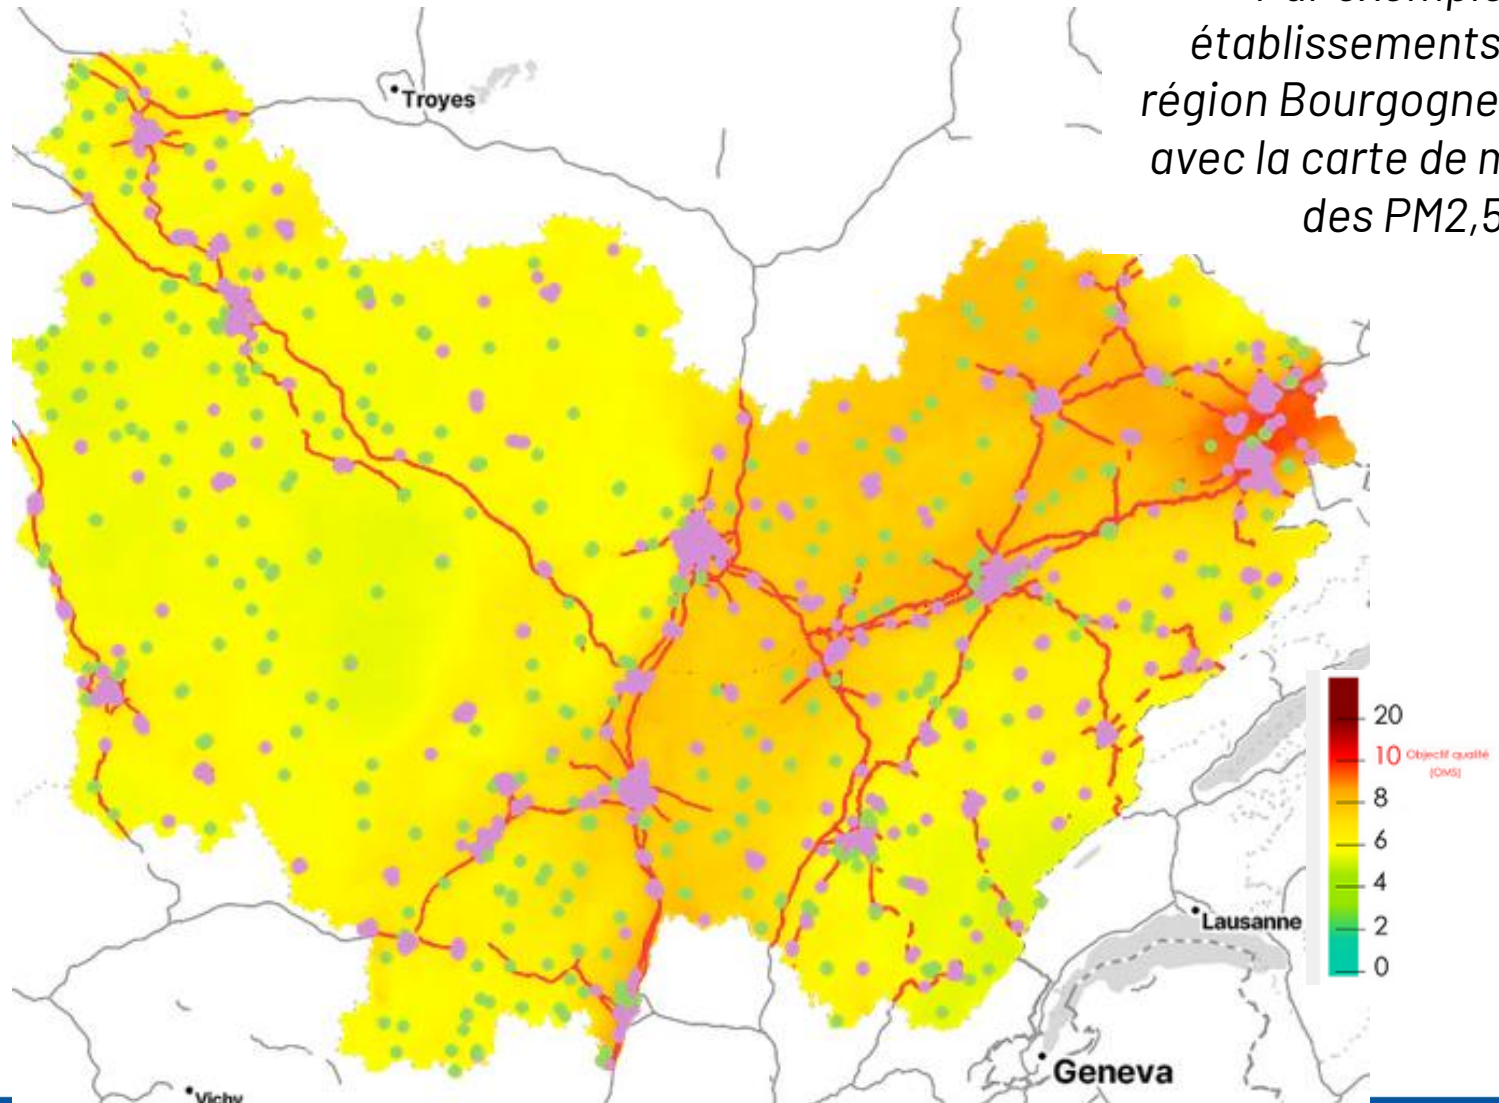 établissements
région Bourgogne
avec la carte de
des PM2,5
Troyes
20
10 Objectif qualité
(OMS)
8
6
4
2
0
Lausanne
Geneva
Vichy